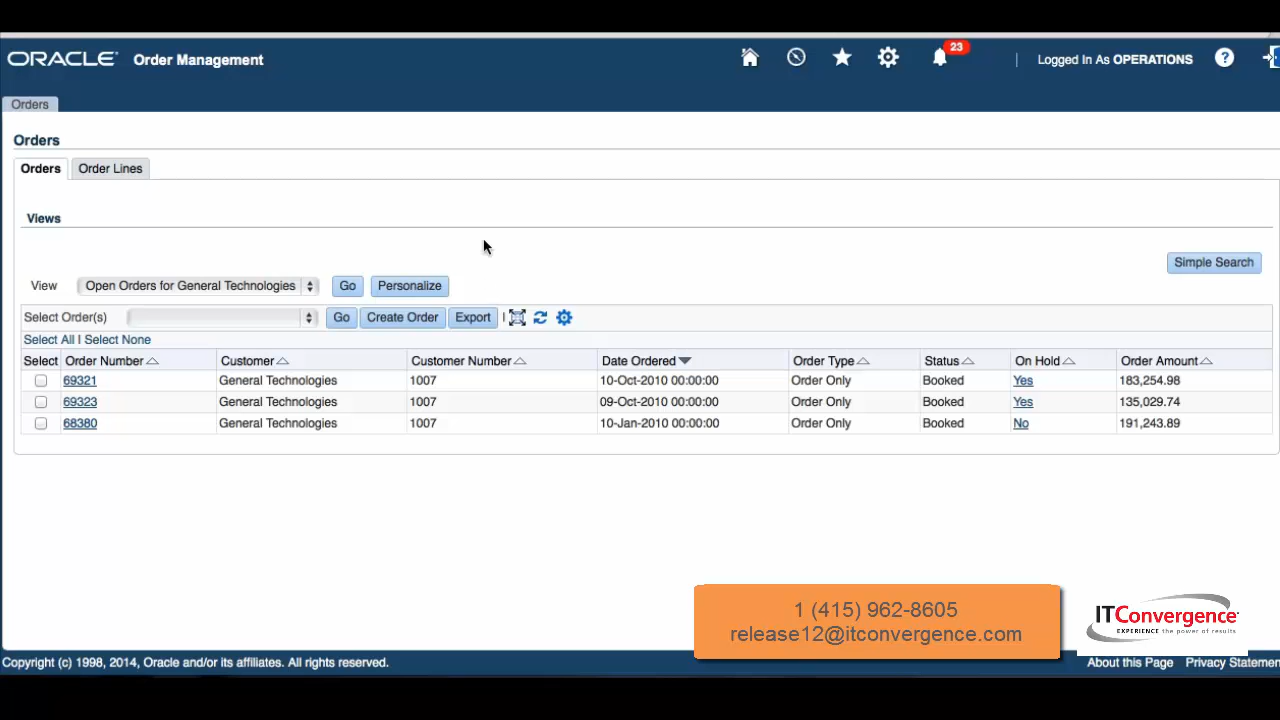 ORACLE Order Management 23 Logged In As OPERATIONS ?
Orders
Orders
Orders Order Lines
Views
Simple Search
View Open Orders for General Technologies Go Personalize
Select Order(s) Go Create Order Export
Select All | Select None
Select Order Number Customer Customer Number Date Ordered Order Type Status On Hold Order Amount
69321 General Technologies 1007 10-Oct-2010 00:00:00 Order Only Booked Yes 183,254.98
69323 General Technologies 1007 09-Oct-2010 00:00:00 Order Only Booked Yes 135,029.74
68380 General Technologies 1007 10-Jan-2010 00:00:00 Order Only Booked No 191,243.89
1 (415) 962-8605
release12@itconvergence.com
ITConvergence
EXPERIENCE the power of results
Copyright (c) 1998, 2014, Oracle and/or its affiliates. All rights reserved. About this Page Privacy Statemen